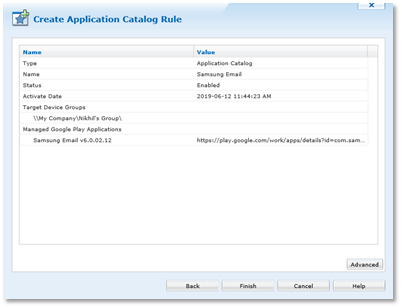 Create Application Catalog Rule
Name Value
Type Application Catalog
Name Samsung Email
Status Enabled
Activate Date 2019-06-12 11:44:23 AM
Target Device Groups
\\My Company\Nikhil's Group\
Managed Google Play Applications
Samsung Email v6.0.02.12 https://play.google.com/work/apps/details?id=com.sam...
Advanced
Back Finish Cancel Help